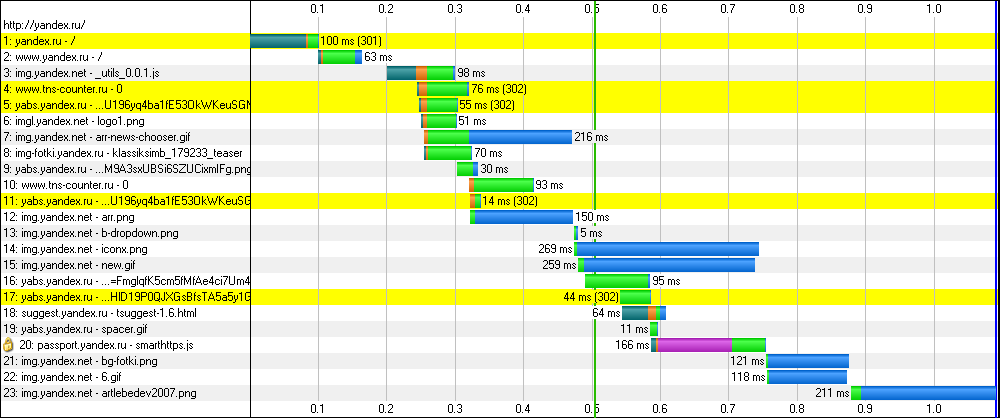 0.1 0.2 0.3 0.4 0.5 0.6 0.7 0.8 0.9 1.0
http://yandex.ru/
1: yandex.ru - / 100 ms (301)
2: www.yandex.ru - / 63 ms
3: img.yandex.net - _utils_0.0.1.js 98 ms
4: www.tns-counter.ru - 0 76 ms (302)
5: yabs.yandex.ru - ...U196yq4ba1fE53OkWKeuSGN 55 ms (302)
6: imgl.yandex.net - logo1.png 51 ms
7: img.yandex.net - arr-news-chooser.gif 216 ms
8: img-fotki.yandex.ru - klassiksimb_179233_teaser 70 ms
9: yabs.yandex.ru - ...M9A3sxUBSi6SZUCixmIFg.png 30 ms
10: www.tns-counter.ru - 0 93 ms
11: yabs.yandex.ru - ...U196yq4ba1fE53OkWKeuSG 14 ms (302)
12: img.yandex.net - arr.png 150 ms
13: img.yandex.net - b-dropdown.png 5 ms
14: img.yandex.net - iconx.png 269 ms
15: img.yandex.net - new.gif 259 ms
16: yabs.yandex.ru - ...=FmglqfK5cm5fMfAe4ci7Um4 95 ms
17: yabs.yandex.ru - ...HID19P0QJXGsBfsTA5a5y1G 44 ms (302)
18: suggest.yandex.ru - tsuggest-1.6.html 64 ms
19: yabs.yandex.ru - spacer.gif 11 ms
20: passport.yandex.ru - smarthttps.js 166 ms
21: img.yandex.net - bg-fotki.png 121 ms
22: img.yandex.net - 6.gif 118 ms
23: img.yandex.net - artlebedev2007.png 211 ms
0.1 0.2 0.3 0.4 0.5 0.6 0.7 0.8 0.9 1.0